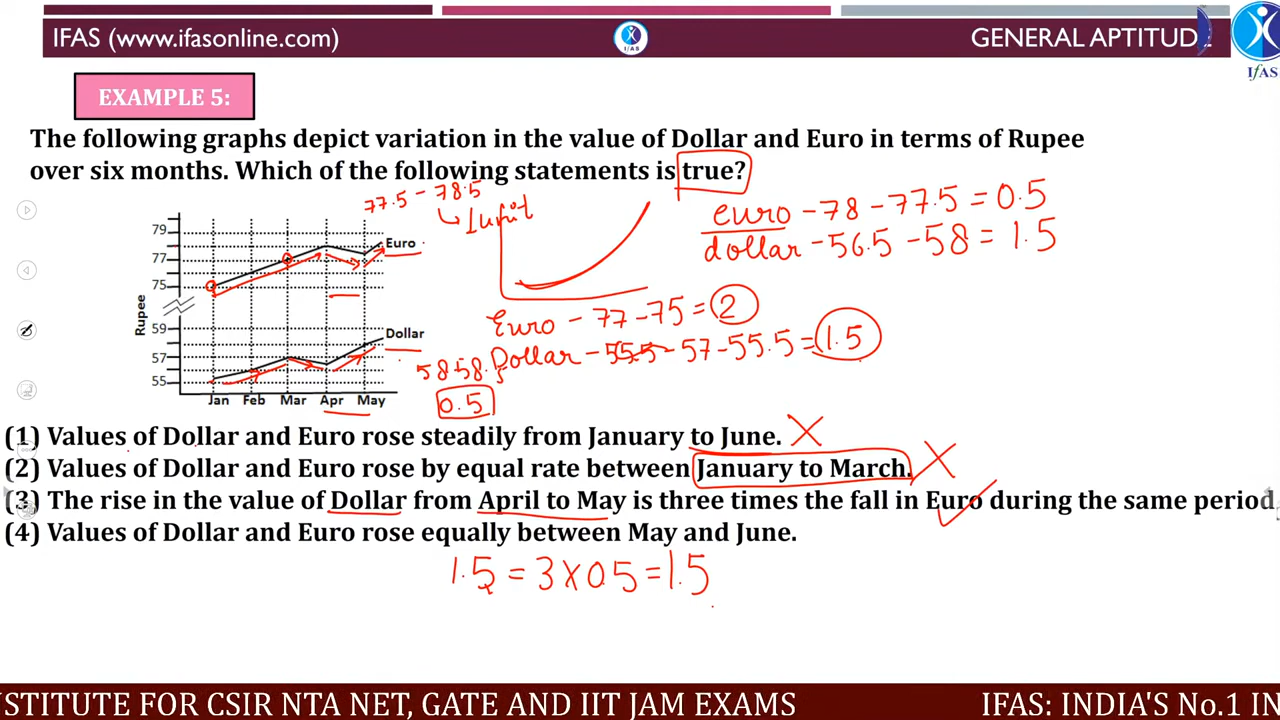 IFAS (www.ifasonline.com)
IfAS
GENERAL APTITUDE
IfAS
EXAMPLE 5:
The following graphs depict variation in the value of Dollar and Euro in terms of Rupee
over six months. Which of the following statements is true?
77.5 - 78.5
1 unit
euro - 78 - 77.5 = 0.5
dollar - 56.5 - 58 = 1.5
79
77
75
Euro
Rupee
59
57
55
Dollar
Jan Feb Mar Apr May
Euro - 77 - 75 = 2
Dollar - 55.5 - 57 - 55.5 = 1.5
58 58.5
0.5
(1) Values of Dollar and Euro rose steadily from January to June.
(2) Values of Dollar and Euro rose by equal rate between January to March.
(3) The rise in the value of Dollar from April to May is three times the fall in Euro during the same period.
(4) Values of Dollar and Euro rose equally between May and June.
1.5 = 3 X 0.5 = 1.5
STITUTE FOR CSIR NTA NET, GATE AND IIT JAM EXAMS
IFAS: INDIA'S No.1 IN